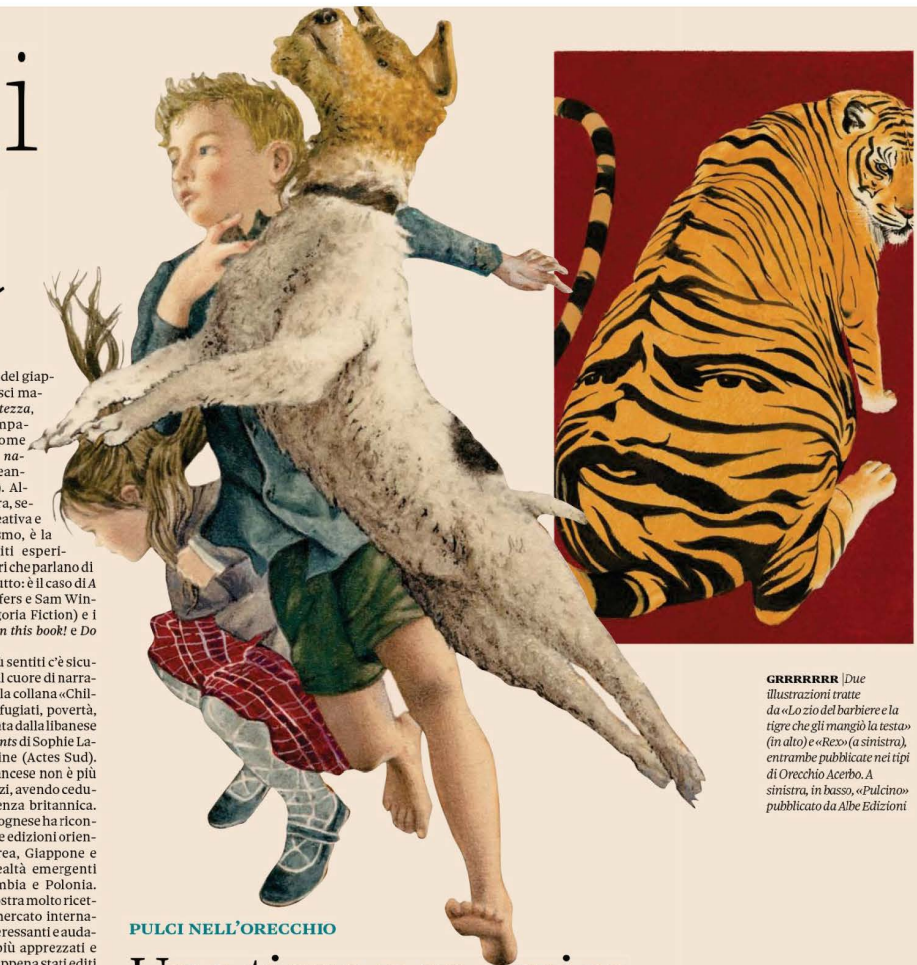 i
del giap-
sci ma-
tezza,
mpa-
ome
na-
ean-
). Al-
ra, se-
eativa e
smo, è la
iti esperi-
ri che parlano di
utto: è il caso di A
fers e Sam Win-
goria Fiction) e i
n this book! e Do
ù sentiti c'è sicu-
l cuore di narra-
la collana «Chil-
fugiati, povertà,
ata dalla libanese
nts di Sophie La-
ine (Actes Sud).
ncese non è più
zi, avendo cedu-
enza britannica.
ognese ha ricon-
e edizioni orien-
rea, Giappone e
ealtà emergenti
mbia e Polonia.
ostra molto ricet-
mercato interna-
eressanti e auda-
più apprezzati e
ppena stati editi
GRRRRRRR |Due
illustrazioni tratte
da «Lo zio del barbiere e la
tigre che gli mangiò la testa»
(in alto) e «Rex» (a sinistra),
entrambe pubblicate nei tipi
di Orecchio Acerbo. A
sinistra, in basso, «Pulcino»
pubblicato da Albe Edizioni
PULCI NELL'ORECCHIO